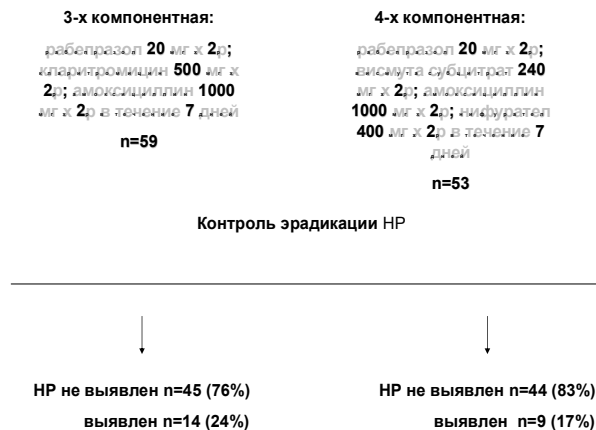 3-х компонентная:
рабепразол 20 мг х 2р;
кларитромицин 500 мг х
2р; амоксициллин 1000
мг х 2р в течение 7 дней
n=59
4-х компонентная:
рабепразол 20 мг х 2р;
висмута субцитрат 240
мг х 2р; амоксициллин
1000 мг х 2р; нифурател
400 мг х 2р в течение 7
дней
n=53
Контроль эрадикации НР
НР не выявлен n=45 (76%)
выявлен n=14 (24%)
НР не выявлен n=44 (83%)
выявлен n=9 (17%)